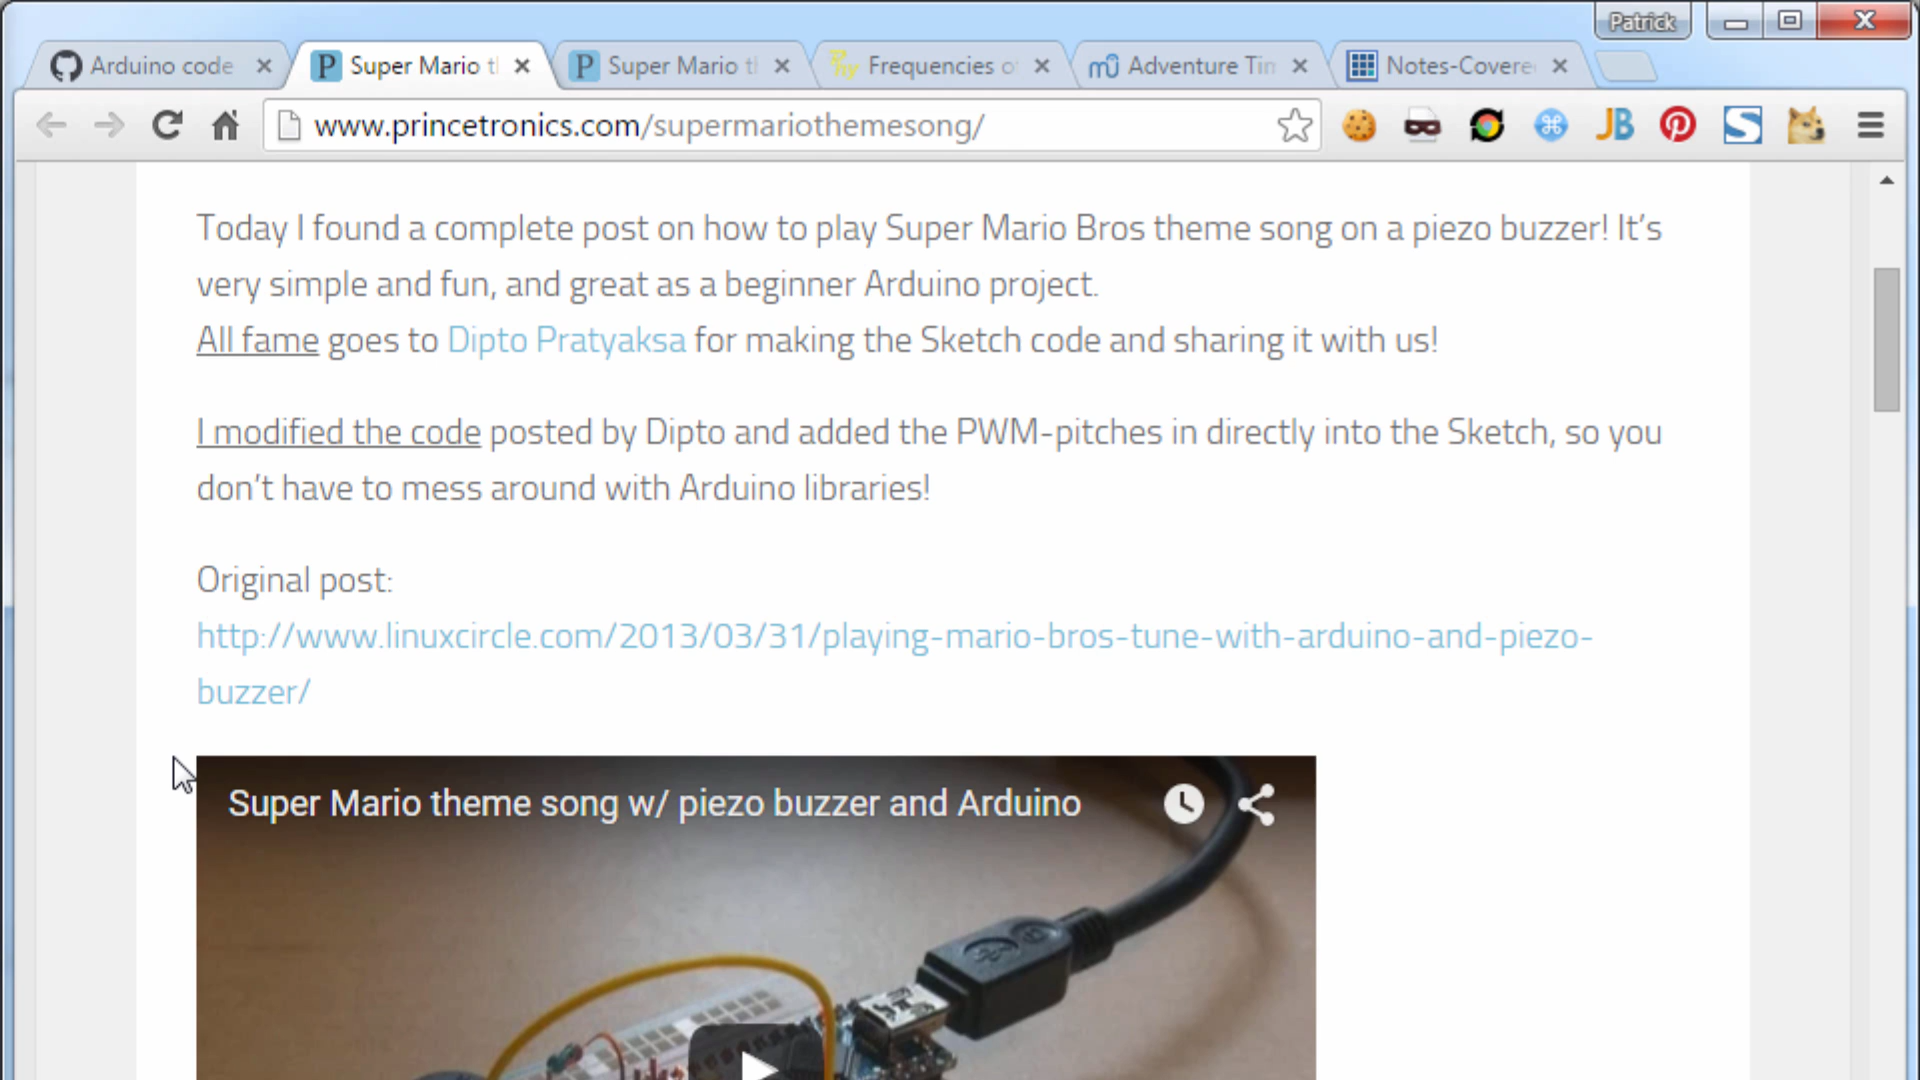 Patrick
Arduino code
Super Mario t
Super Mario t
Frequencies o
Adventure Tin
Notes-Covere
www.princetronics.com/supermariothemesong/
JB
Today I found a complete post on how to play Super Mario Bros theme song on a piezo buzzer! It’s
very simple and fun, and great as a beginner Arduino project.
All fame goes to Dipto Pratyaksa for making the Sketch code and sharing it with us!
I modified the code posted by Dipto and added the PWM-pitches in directly into the Sketch, so you
don’t have to mess around with Arduino libraries!
Original post:
http://www.linuxcircle.com/2013/03/31/playing-mario-bros-tune-with-arduino-and-piezo-
buzzer/
Super Mario theme song w/ piezo buzzer and Arduino